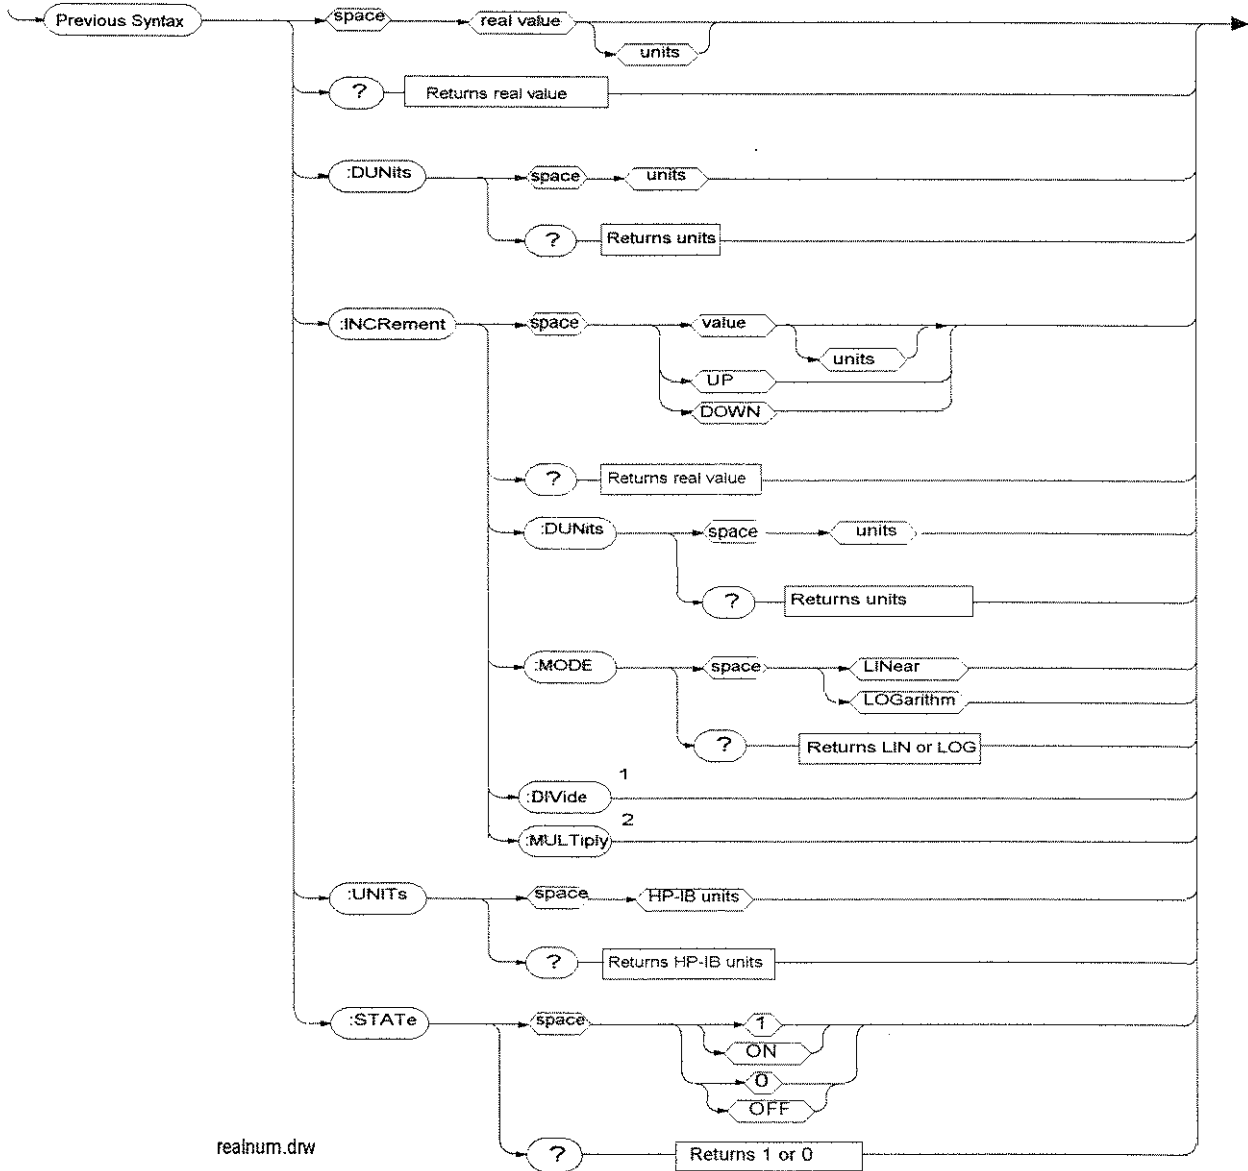 Previous Syntax space real value
units
? Returns real value
:DUNits space units
? Returns units
:INCRement space value
units
UP
DOWN
? Returns real value
:DUNits space units
? Returns units
:MODE space LINear
LOGarithm
? Returns LIN or LOG
:DIVide 1
:MULTiply 2
:UNITs space HP-IB units
? Returns HP-IB units
:STATe space 1
ON
0
OFF
? Returns 1 or 0
realnum.drw